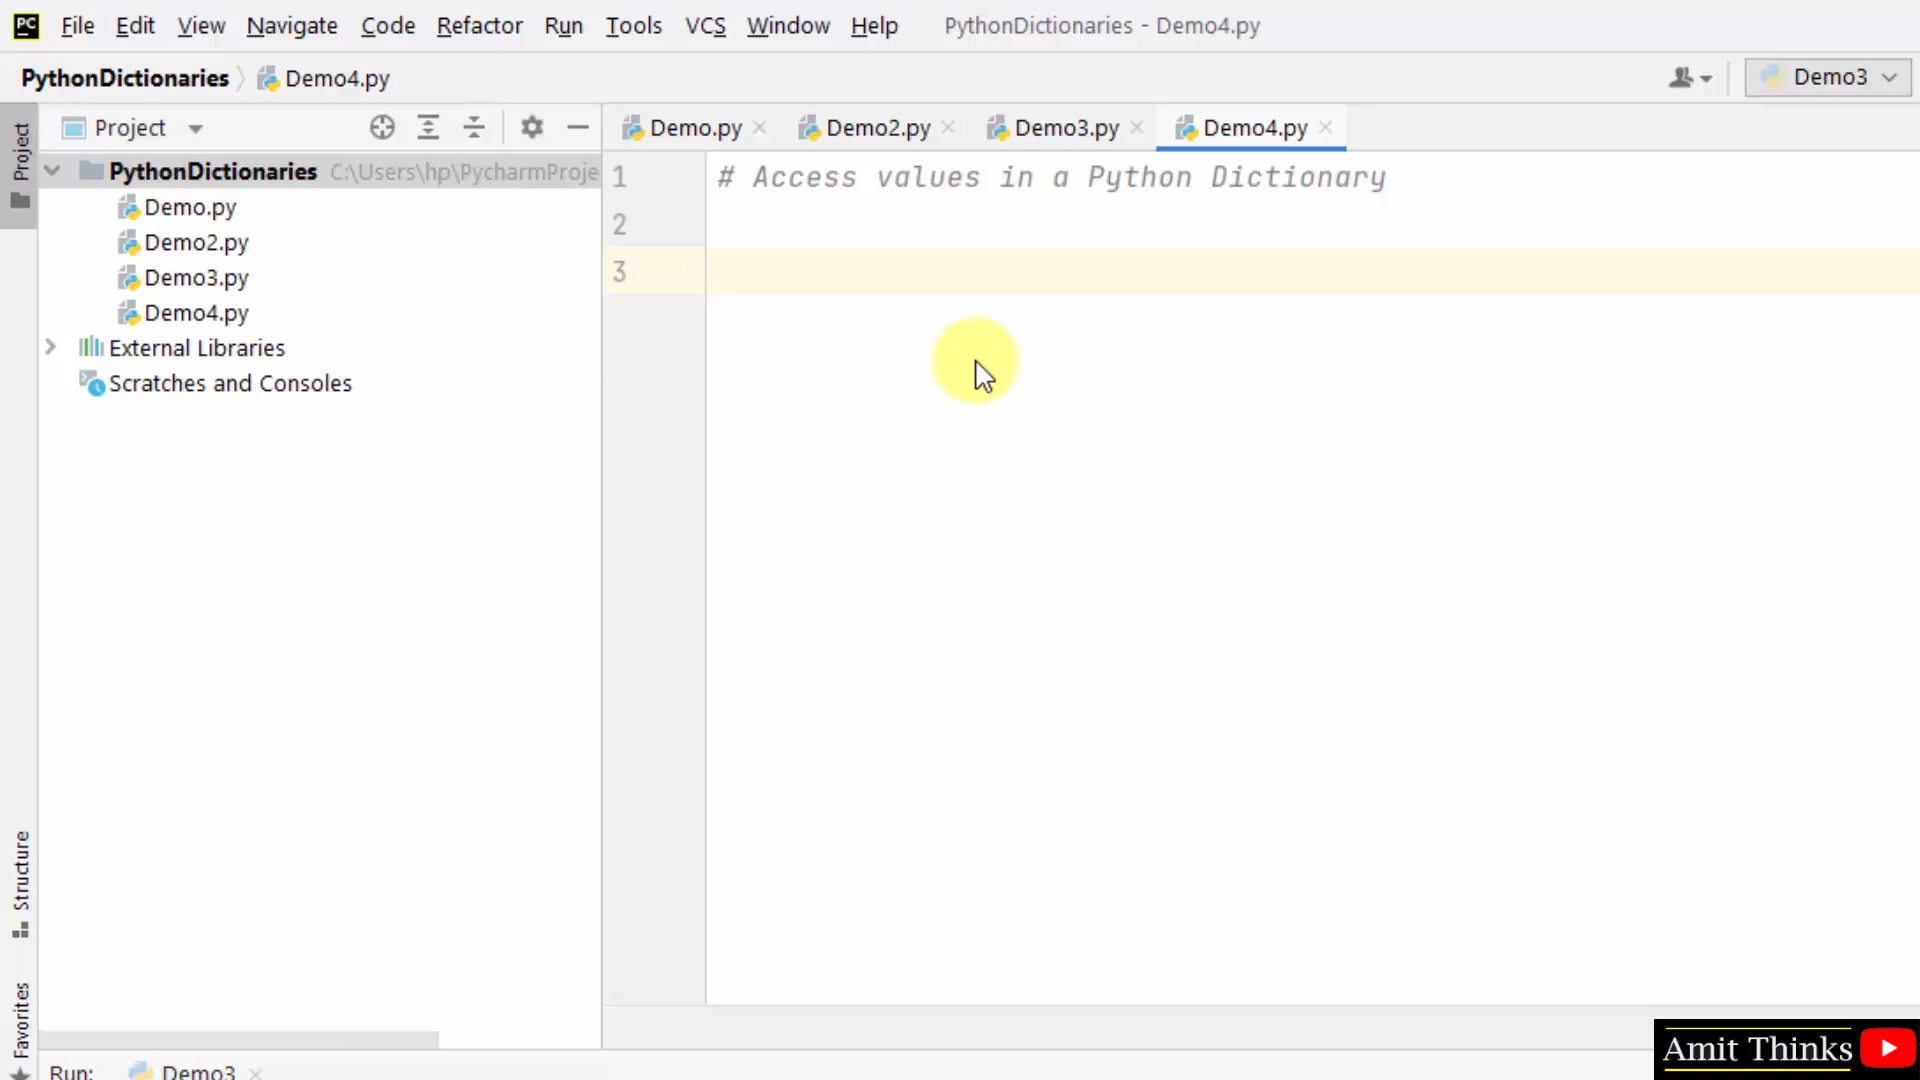 PC File Edit View Navigate Code Refactor Run Tools VCS Window Help PythonDictionaries - Demo4.py
PythonDictionaries Demo4.py Demo3
Project
Project
Demo.py Demo2.py Demo3.py Demo4.py
PythonDictionaries C:\Users\hp\PycharmProje
Demo.py
Demo2.py
Demo3.py
Demo4.py
External Libraries
Scratches and Consoles
1 # Access values in a Python Dictionary
2
3
Structure
Favorites
Run: Demo3
Amit Thinks